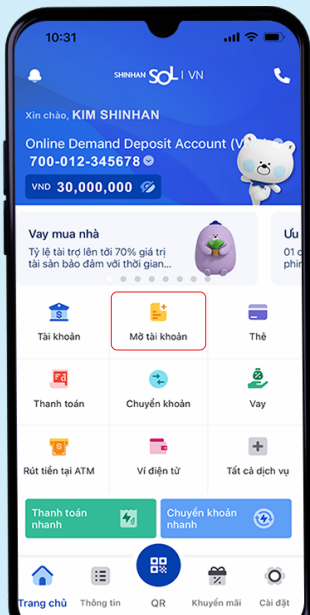 10:31
SHINHAN SOL VN
Xin chào, KIM SHINHAN
Online Demand Deposit Account
700-012-345678
VND 30,000,000
Vay mua nhà
Tỷ lệ tài trợ lên tới 70% giá trị
tài sản bảo đảm với thời gian...
Ưu
01
Tài khoản
Mở tài khoản
Thẻ
Thanh toán
Chuyển khoản
Vay
Rút tiền tại ATM
Ví điện tử
Tất cả dịch vụ
Thanh toán
nhanh
Chuyển khoản
nhanh
Trang chủ
Thông tin
QR
Khuyến mãi
Cài đặt